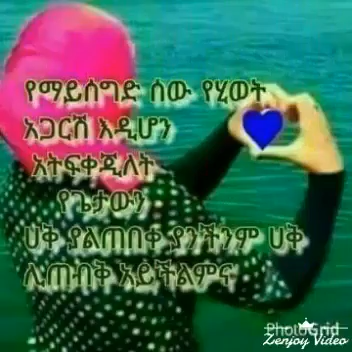 የማይሰግድ ሰው የሂወት
አጋርሽ እዲሆን
አትፍቀጂለት
የጌታውን
ሀቅ ያልጠበቀ ያንችንም ሀቅ
ሊጠብቅ አይችልምና
PhotoGrid
Zenjoy Video